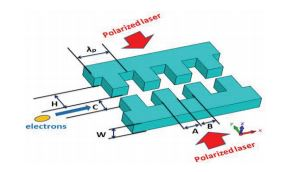 Polarized laser
λp
H
C
electrons
W
A
B
Y
Z
X
Polarized laser